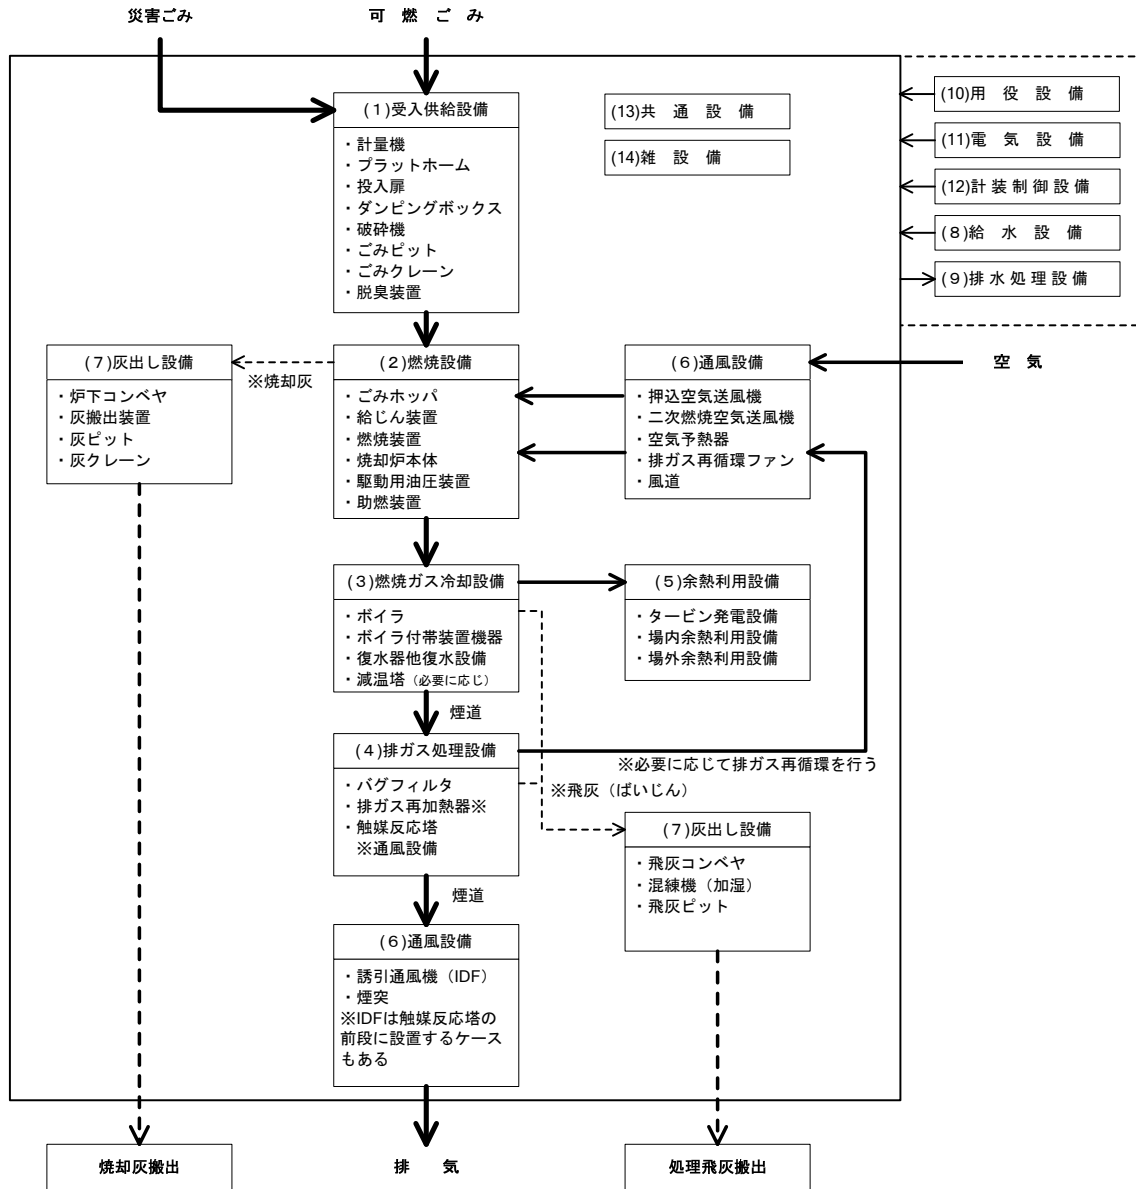 災害ごみ
可 燃 ご み
(1)受入供給設備
・計量機
・プラットホーム
・投入扉
・ダンピングボックス
・破砕機
・ごみピット
・ごみクレーン
・脱臭装置
(13)共 通 設 備
(14)雑 設 備
(10)用 役 設 備
(11)電 気 設 備
(12)計装制御設備
(8)給 水 設 備
(9)排水処理設備
(7)灰出し設備
・炉下コンベヤ
・灰搬出装置
・灰ピット
・灰クレーン
※焼却灰
(2)燃焼設備
・ごみホッパ
・給じん装置
・燃焼装置
・焼却炉本体
・駆動用油圧装置
・助燃装置
(6)通風設備
・押込空気送風機
・二次燃焼空気送風機
・空気予熱器
・排ガス再循環ファン
・風道
空 気
(3)燃焼ガス冷却設備
・ボイラ
・ボイラ付帯装置機器
・復水器他復水設備
・減温塔（必要に応じ）
(5)余熱利用設備
・タービン発電設備
・場内余熱利用設備
・場外余熱利用設備
煙道
(4)排ガス処理設備
・バグフィルタ
・排ガス再加熱器※
・触媒反応塔
※通風設備
※必要に応じて排ガス再循環を行う
※飛灰（ばいじん）
(7)灰出し設備
・飛灰コンベヤ
・混練機（加湿）
・飛灰ピット
煙道
(6)通風設備
・誘引通風機（IDF）
・煙突
※IDFは触媒反応塔の
前段に設置するケース
もある
焼却灰搬出
排 気
処理飛灰搬出